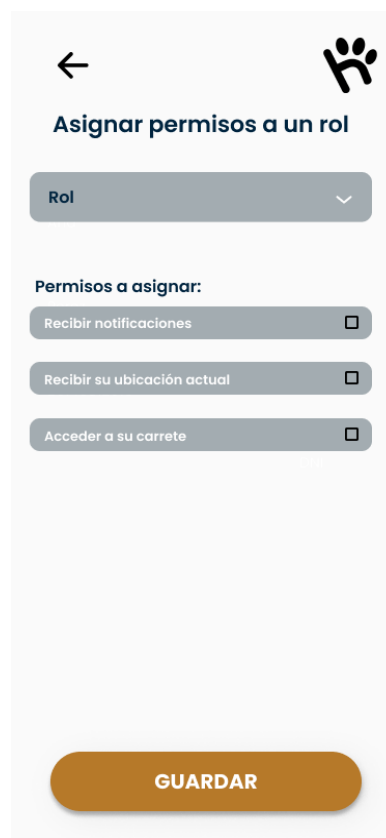 Asignar permisos a un rol
Rol
Permisos a asignar:
Recibir notificaciones
Recibir su ubicación actual
Acceder a su carrete
GUARDAR